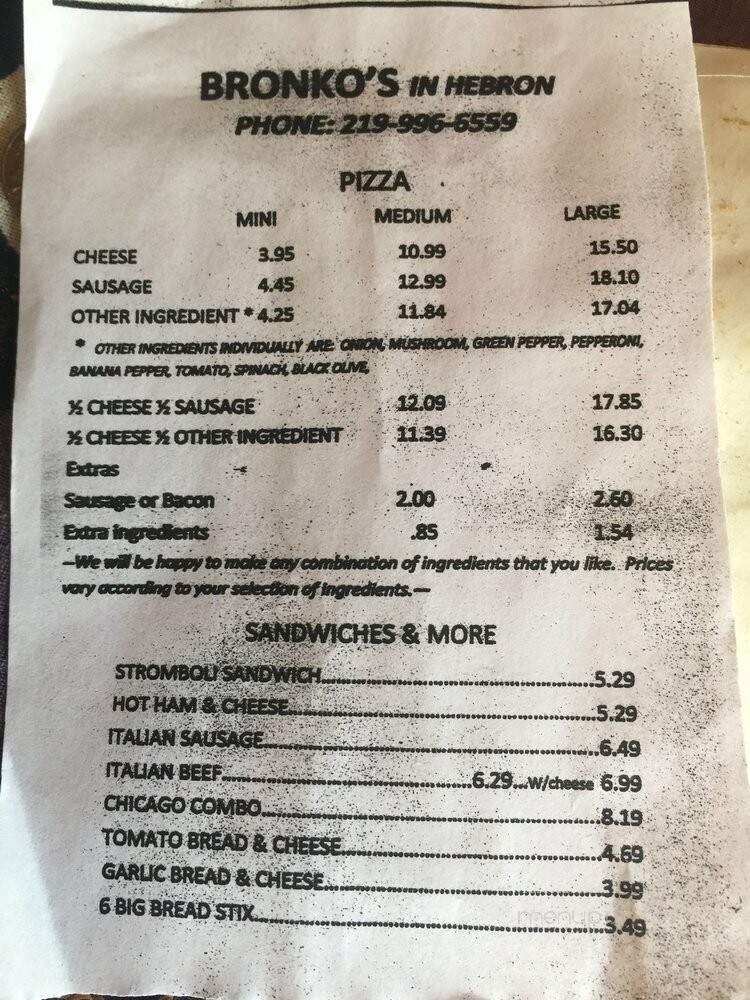 BRONKO'S IN HEBRON
PHONE: 219-996-6559
PIZZA
MINI MEDIUM LARGE
CHEESE 3.95 10.99 15.50
SAUSAGE 4.45 12.99 18.10
OTHER INGREDIENT * 4.25 11.84 17.04
* OTHER INGREDIENTS INDIVIDUALLY ARE: ONION, MUSHROOM, GREEN PEPPER, PEPPERONI,
BANANA PEPPER, TOMATO, SPINACH, BLACK OLIVE,
½ CHEESE ½ SAUSAGE 12.09 17.85
½ CHEESE ½ OTHER INGREDIENT 11.39 16.30
Extras
Sausage or Bacon 2.00 2.60
Extra ingredients .85 1.54
—We will be happy to make any combination of ingredients that you like. Prices
vary according to your selection of ingredients.—
SANDWICHES & MORE
STROMBOLI SANDWICH...5.29
HOT HAM & CHEESE...5.29
ITALIAN SAUSAGE...6.49
ITALIAN BEEF...6.29...W/cheese 6.99
CHICAGO COMBO...8.19
TOMATO BREAD & CHEESE...4.69
GARLIC BREAD & CHEESE...3.99
6 BIG BREAD STIX...3.49